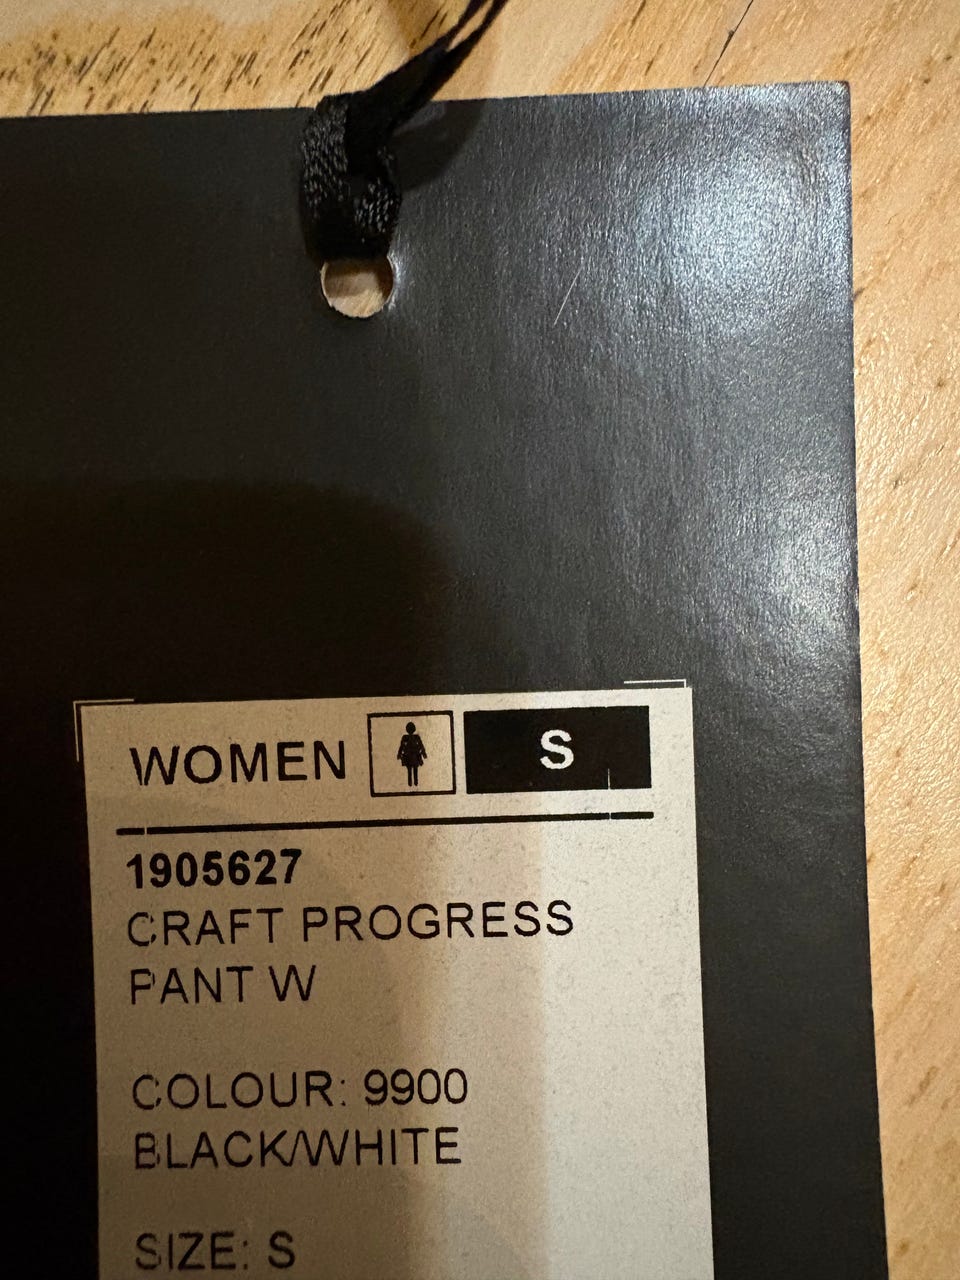 WOMEN S
1905627
CRAFT PROGRESS
PANT W
COLOUR: 9900
BLACK/WHITE
SIZE: S